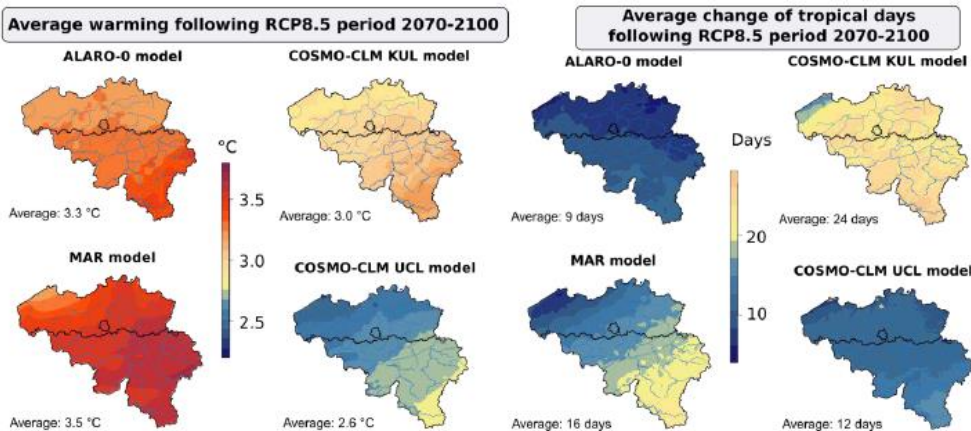 Average warming following RCP8.5 period 2070-2100
ALARO-0 model
COSMO-CLM KUL model
Average: 3.3 °C
Average: 3.0 °C
°C
3.5
3.0
2.5
MAR model
COSMO-CLM UCL model
Average: 3.5 °C
Average: 2.6 °C
Average change of tropical days
following RCP8.5 period 2070-2100
ALARO-0 model
COSMO-CLM KUL model
Average: 9 days
Average: 24 days
Days
20
10
MAR model
COSMO-CLM UCL model
Average: 16 days
Average: 12 days